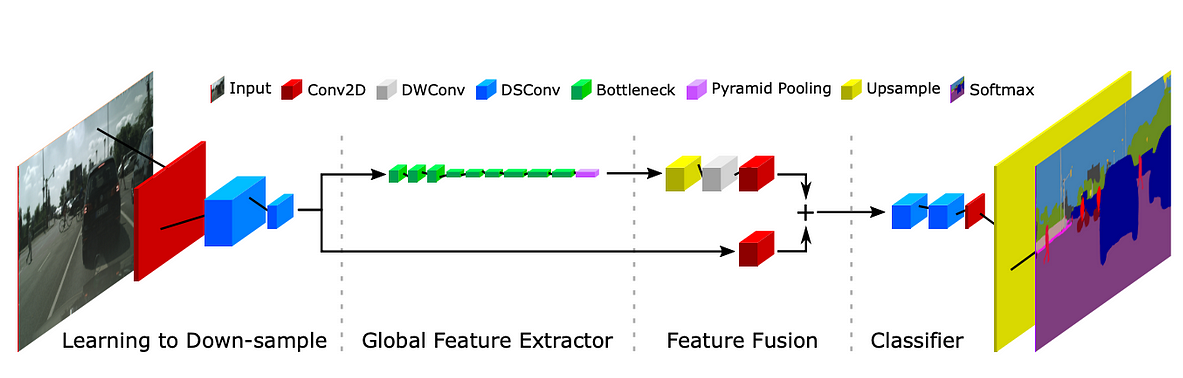 Input Conv2D DWConv DSConv Bottleneck Pyramid Pooling Upsample Softmax
+
Learning to Down-sample Global Feature Extractor Feature Fusion Classifier